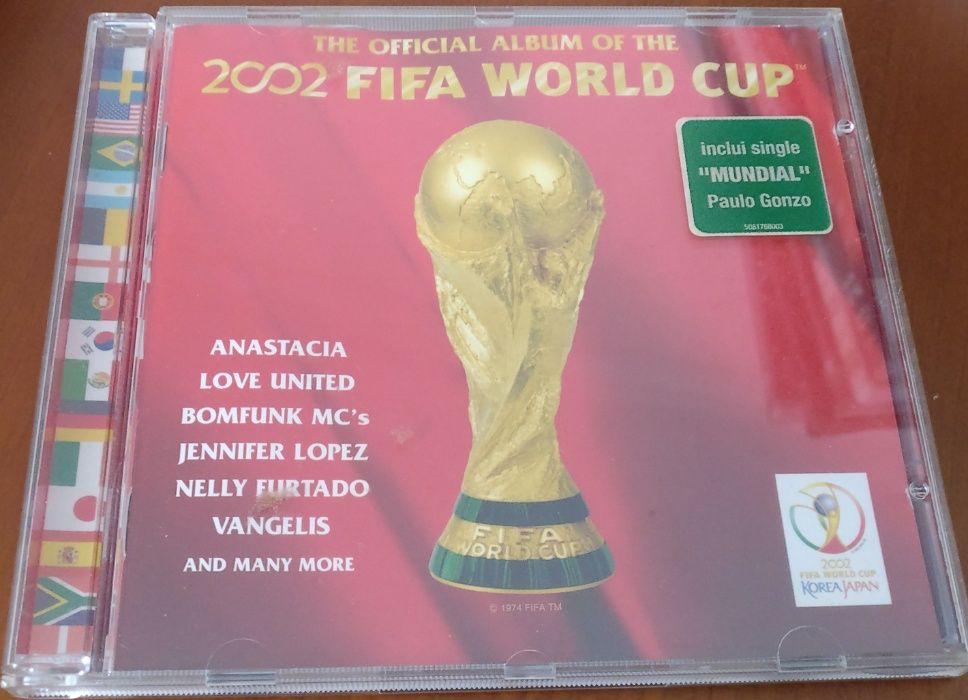 THE OFFICIAL ALBUM OF THE
2002 FIFA WORLD CUP™
inclui single
"MUNDIAL"
Paulo Gonzo
5081768003
ANASTACIA
LOVE UNITED
BOMFUNK MC's
JENNIFER LOPEZ
NELLY FURTADO
VANGELIS
AND MANY MORE
FIFA
WORLD CUP
© 1974 FIFA TM
2002
FIFA WORLD CUP
KOREA JAPAN